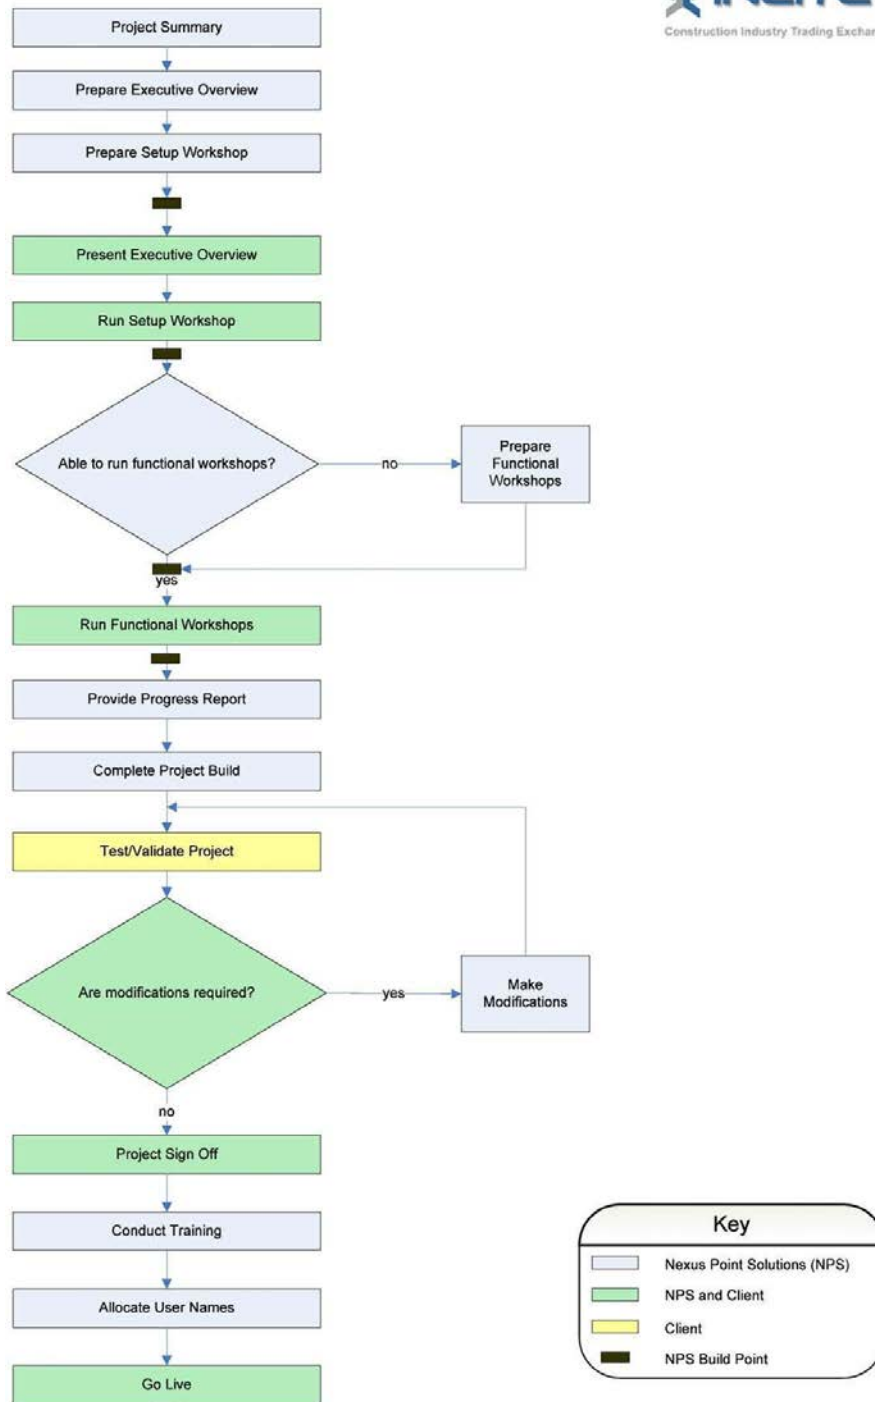 Construction Industry Trading
Project Summary
Prepare Executive Overview
Prepare Setup Workshop
Present Executive Overview
Run Setup Workshop
Able to run functional workshops?
no
Prepare
Functional
Workshops
yes
Run Functional Workshops
Provide Progress Report
Complete Project Build
Test/Validate Project
Are modifications required?
yes
Make
Modifications
no
Project Sign Off
Conduct Training
Allocate User Names
Go Live
Key
Nexus Point Solutions (NPS)
NPS and Client
Client
NPS Build Point